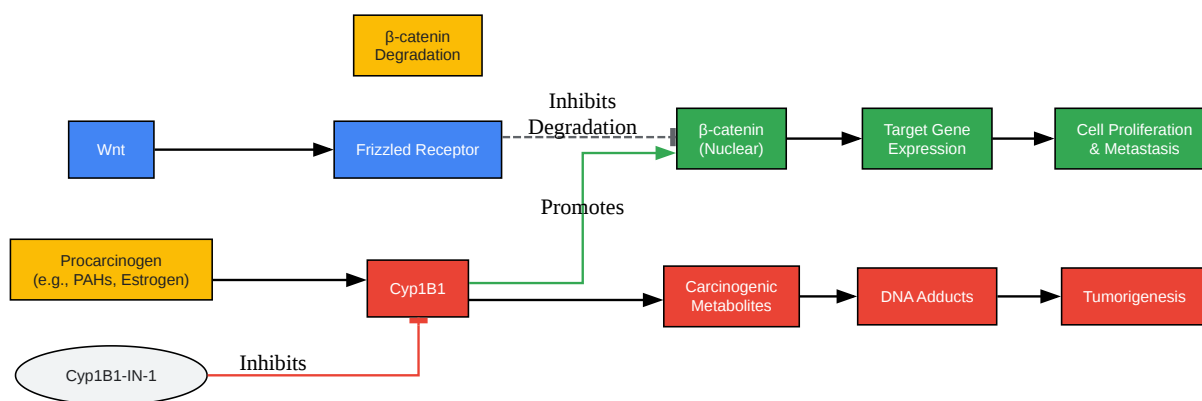 β-catenin
Degradation
Wnt
Frizzled Receptor
Inhibits
Degradation
β-catenin
(Nuclear)
Target Gene
Expression
Cell Proliferation
& Metastasis
Promotes
Procarcinogen
(e.g., PAHs, Estrogen)
Cyp1B1
Carcinogenic
Metabolites
DNA Adducts
Tumorigenesis
Cyp1B1-IN-1
Inhibits